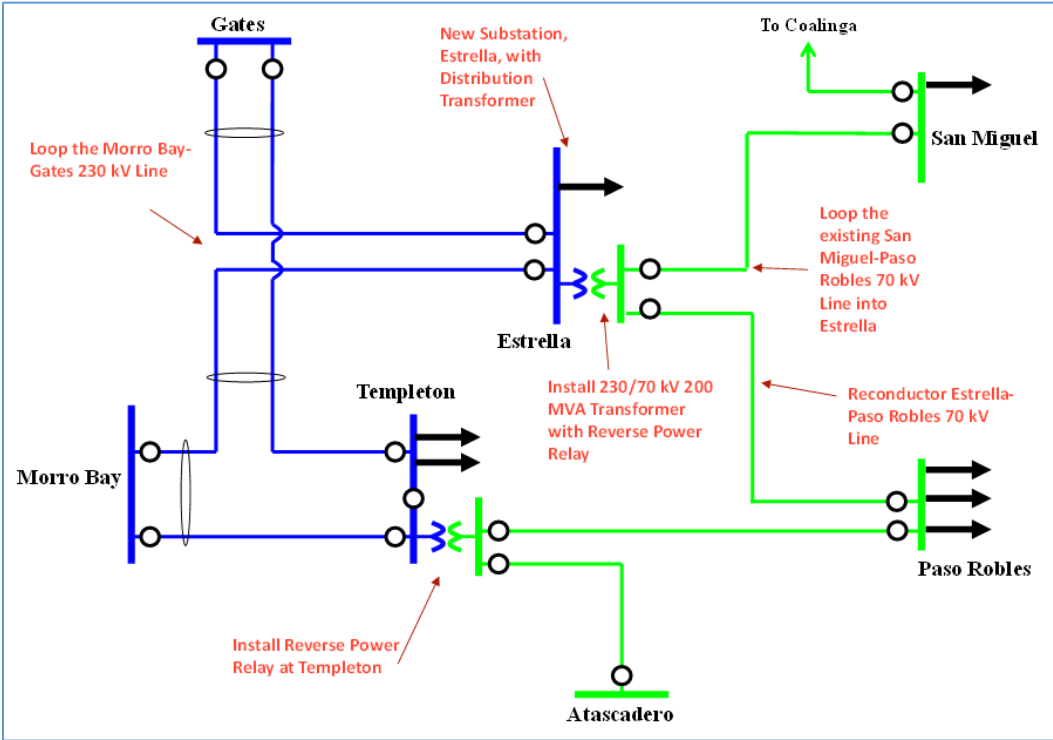 Gates
New Substation,
Estrella, with
Distribution
Transformer
To Coalinga
San Miguel
Loop the Morro Bay-
Gates 230 kV Line
Loop the
existing San
Miguel-Paso
Robles 70 kV
Line into
Estrella
Estrella
Templeton
Install 230/70 kV 200
MVA Transformer
with Reverse Power
Relay
Reconductor Estrella-
Paso Robles 70 kV
Line
Morro Bay
Paso Robles
Install Reverse Power
Relay at Templeton
Atascadero